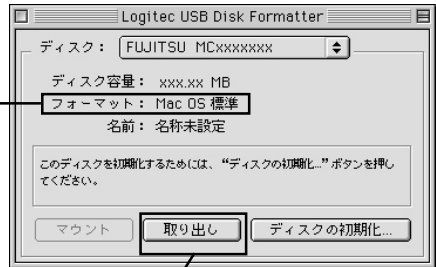 Logitec USB Disk Formatter
ディスク： FUJITSU MCxxxxxxx
ディスク容量： xxx.xx MB
フォーマット： Mac OS 標準
名前： 名称未設定
このディスクを初期化するためには、“ディスクの初期化...”ボタンを押し
てください。
マウント 取り出し ディスクの初期化...